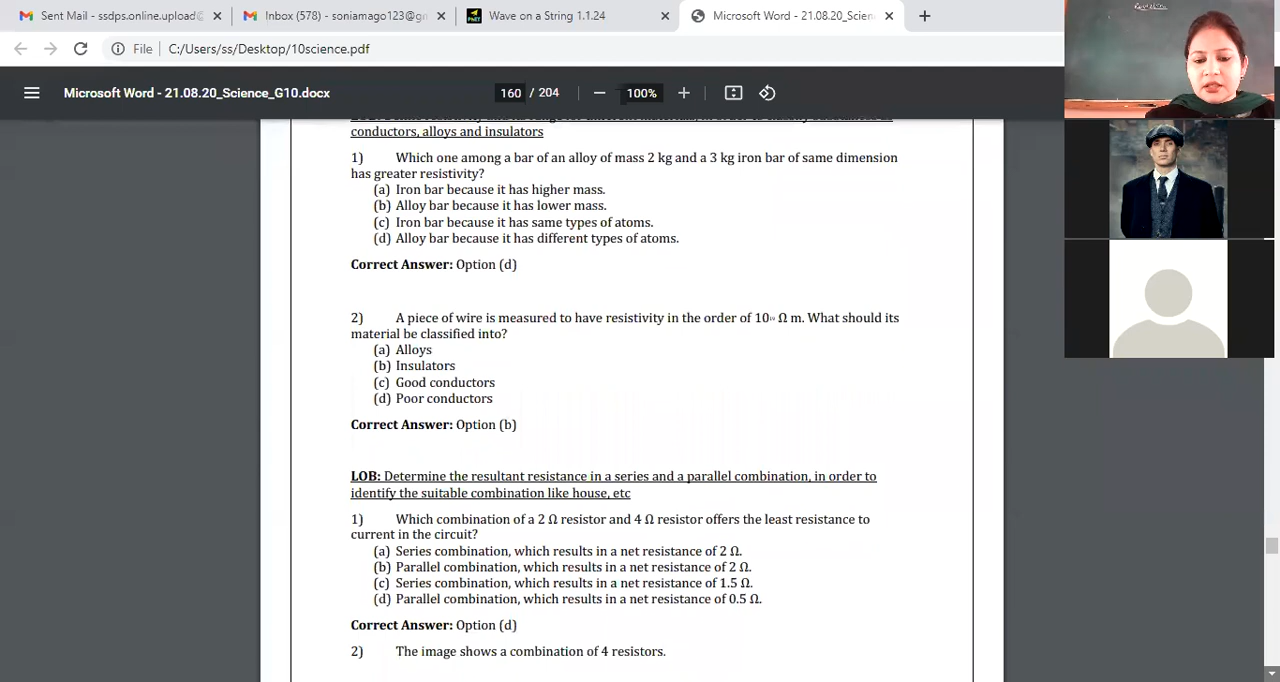 Sent Mail - ssdps.online.upload@
Inbox (578) - soniamago123@gm
Wave on a String 1.1.24
Microsoft Word - 21.08.20_Scien
File
C:/Users/ss/Desktop/10science.pdf
Microsoft Word - 21.08.20_Science_G10.docx
160 / 204
100%
conductors, alloys and insulators
1) Which one among a bar of an alloy of mass 2 kg and a 3 kg iron bar of same dimension
has greater resistivity?
(a) Iron bar because it has higher mass.
(b) Alloy bar because it has lower mass.
(c) Iron bar because it has same types of atoms.
(d) Alloy bar because it has different types of atoms.
Correct Answer: Option (d)
2) A piece of wire is measured to have resistivity in the order of 10 Ω m. What should its
material be classified into?
(a) Alloys
(b) Insulators
(c) Good conductors
(d) Poor conductors
Correct Answer: Option (b)
LOB: Determine the resultant resistance in a series and a parallel combination, in order to
identify the suitable combination like house, etc
1) Which combination of a 2 Ω resistor and 4 Ω resistor offers the least resistance to
current in the circuit?
(a) Series combination, which results in a net resistance of 2 Ω.
(b) Parallel combination, which results in a net resistance of 2 Ω.
(c) Series combination, which results in a net resistance of 1.5 Ω.
(d) Parallel combination, which results in a net resistance of 0.5 Ω.
Correct Answer: Option (d)
2) The image shows a combination of 4 resistors.